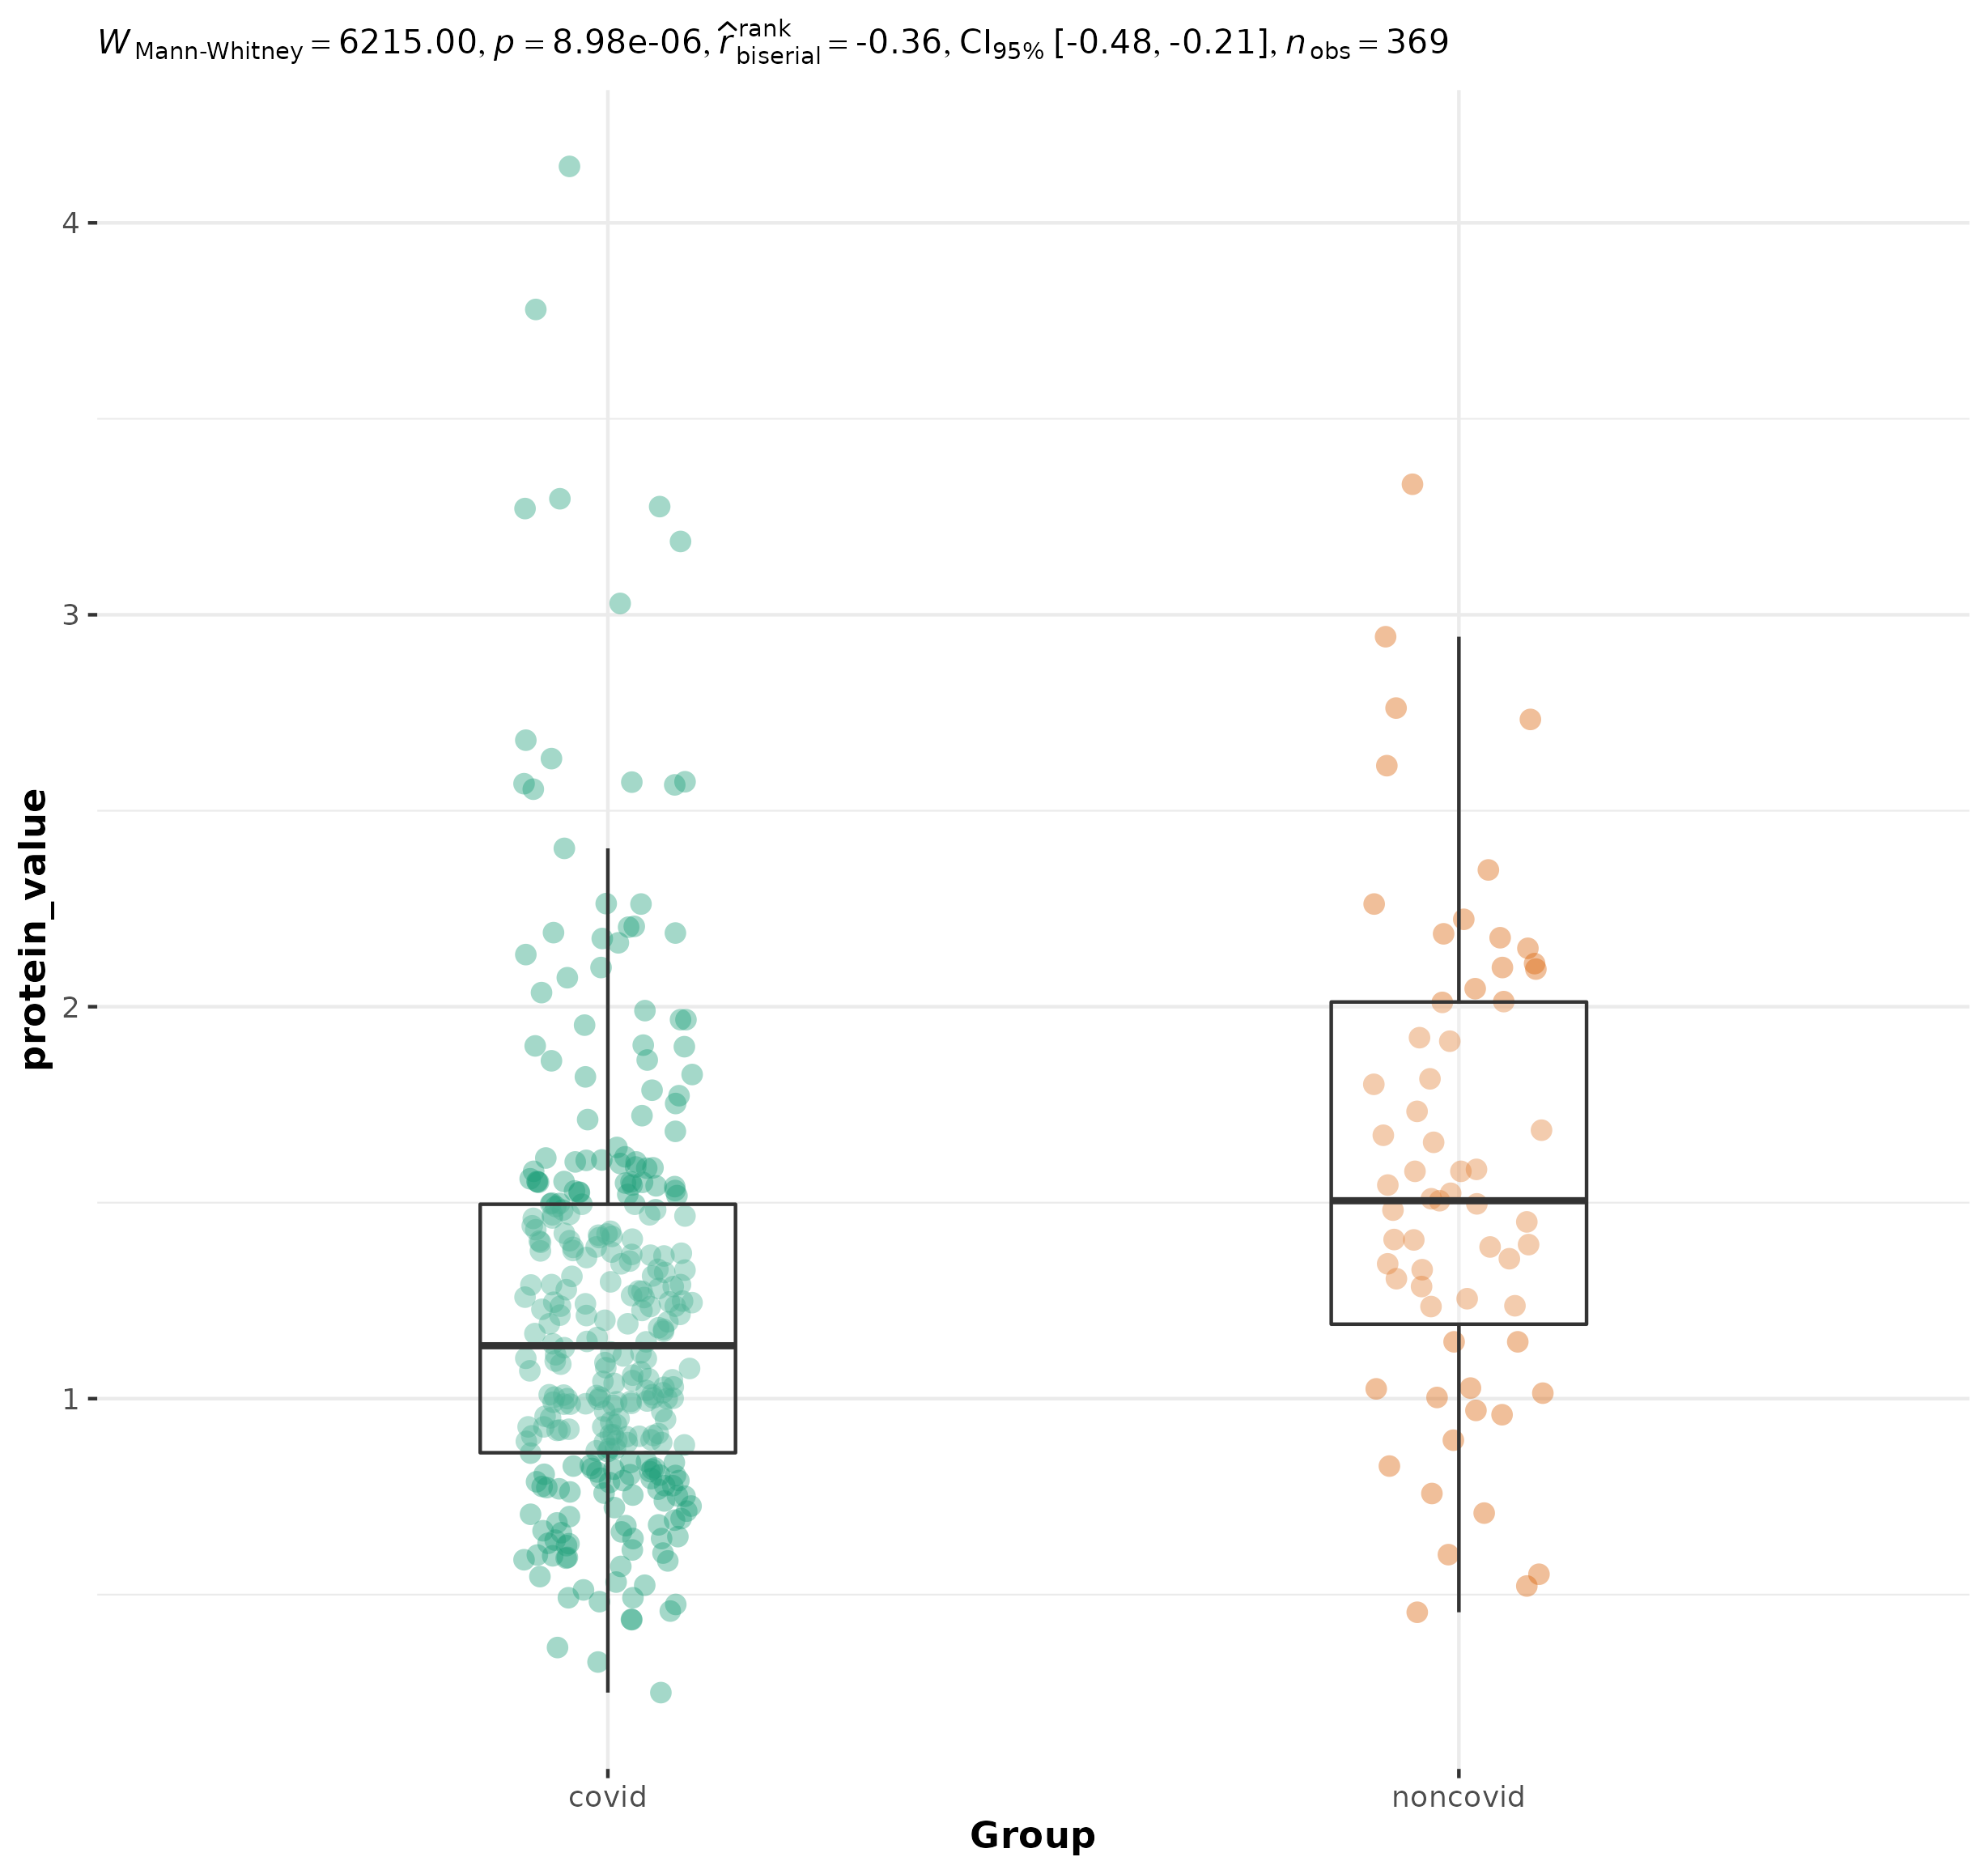 W Mann-Whitney = 6215.00, p = 8.98e-06, r̂ rank biserial = -0.36, CI95% [-0.48, -0.21], n obs = 369
4
3
2
1
protein_value
covid noncovid
Group